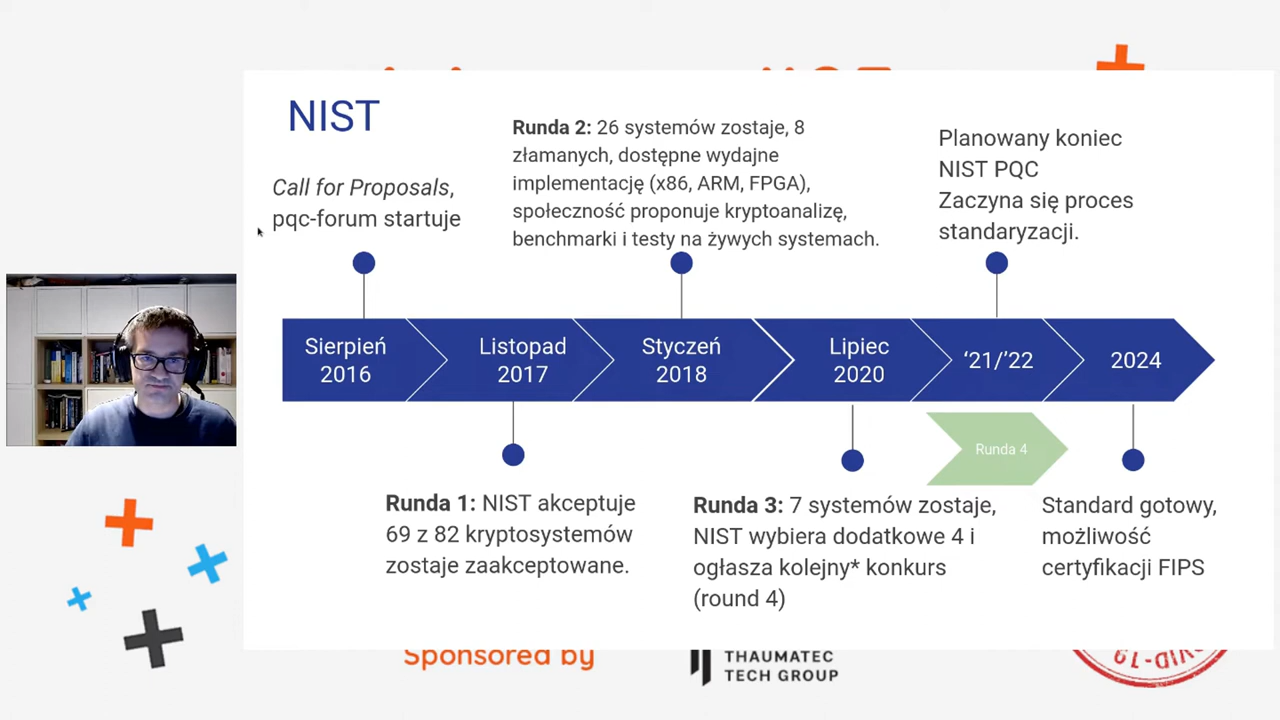 NIST
Call for Proposals,
pqc-forum startuje
Runda 2: 26 systemów zostaje, 8
złamanych, dostępne wydajne
implementację (x86, ARM, FPGA),
społeczność proponuje kryptoanalizę,
benchmarki i testy na żywych systemach.
Planowany koniec
NIST PQC
Zaczyna się proces
standaryzacji.
Sierpień
2016
Listopad
2017
Styczeń
2018
Lipiec
2020
‘21/’22
2024
Runda 4
Runda 1: NIST akceptuje
69 z 82 kryptosystemów
zostaje zaakceptowane.
Runda 3: 7 systemów zostaje,
NIST wybiera dodatkowe 4 i
ogłasza kolejny* konkurs
(round 4)
Standard gotowy,
możliwość
certyfikacji FIPS
Sponsored by
THAUMATEC
TECH GROUP